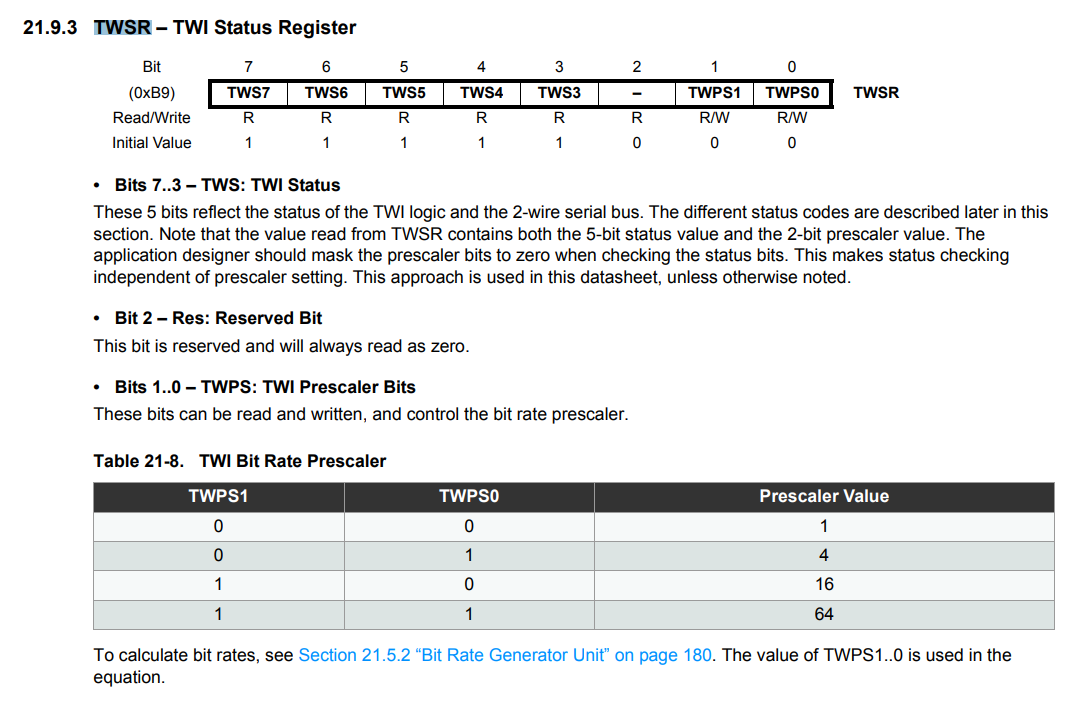 21.9.3 TWSR – TWI Status Register
Bit 7 6 5 4 3 2 1 0
(0xB9) TWS7 TWS6 TWS5 TWS4 TWS3 – TWPS1 TWPS0 TWSR
Read/Write R R R R R R R/W R/W
Initial Value 1 1 1 1 1 0 0 0
• Bits 7..3 – TWS: TWI Status
These 5 bits reflect the status of the TWI logic and the 2-wire serial bus. The different status codes are described later in this
section. Note that the value read from TWSR contains both the 5-bit status value and the 2-bit prescaler value. The
application designer should mask the prescaler bits to zero when checking the status bits. This makes status checking
independent of prescaler setting. This approach is used in this datasheet, unless otherwise noted.
• Bit 2 – Res: Reserved Bit
This bit is reserved and will always read as zero.
• Bits 1..0 – TWPS: TWI Prescaler Bits
These bits can be read and written, and control the bit rate prescaler.
Table 21-8. TWI Bit Rate Prescaler
TWPS1 TWPS0 Prescaler Value
0 0 1
0 1 4
1 0 16
1 1 64
To calculate bit rates, see Section 21.5.2 “Bit Rate Generator Unit” on page 180. The value of TWPS1..0 is used in the
equation.